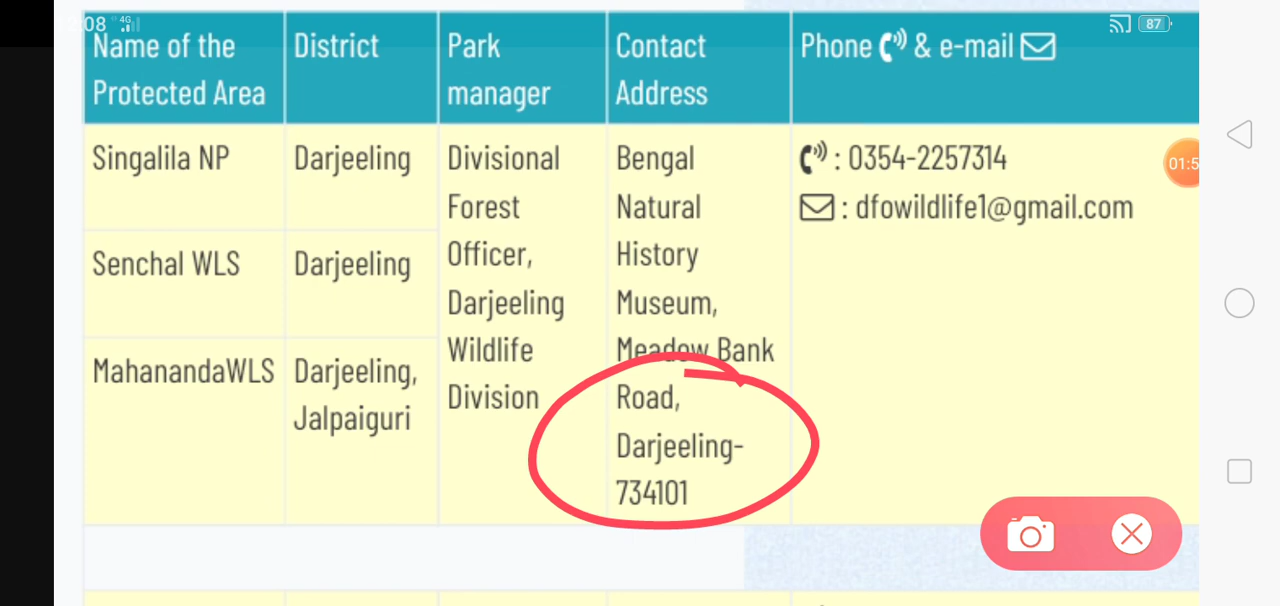 :08 4G 87
Name of the
Protected Area
District
Park
manager
Contact
Address
Phone & e-mail
Singalila NP
Darjeeling
Senchal WLS
Darjeeling
MahanandaWLS
Darjeeling,
Jalpaiguri
Divisional
Forest
Officer,
Darjeeling
Wildlife
Division
Bengal
Natural
History
Museum,
Meadow Bank
Road,
Darjeeling-
734101
: 0354-2257314
: dfowildlife1@gmail.com
01:5